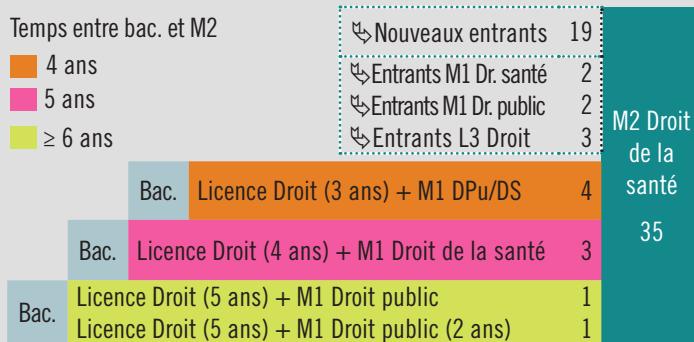 Temps entre bac. et M2
4 ans
5 ans
≥ 6 ans
↳Nouveaux entrants 19
↳Entrants M1 Dr. santé 2
↳Entrants M1 Dr. public 2
↳Entrants L3 Droit 3
Bac. Licence Droit (3 ans) + M1 DPu/DS 4
Bac. Licence Droit (4 ans) + M1 Droit de la santé 3
Bac.
Licence Droit (5 ans) + M1 Droit public 1
Licence Droit (5 ans) + M1 Droit public (2 ans) 1
M2 Droit
de la
santé
35